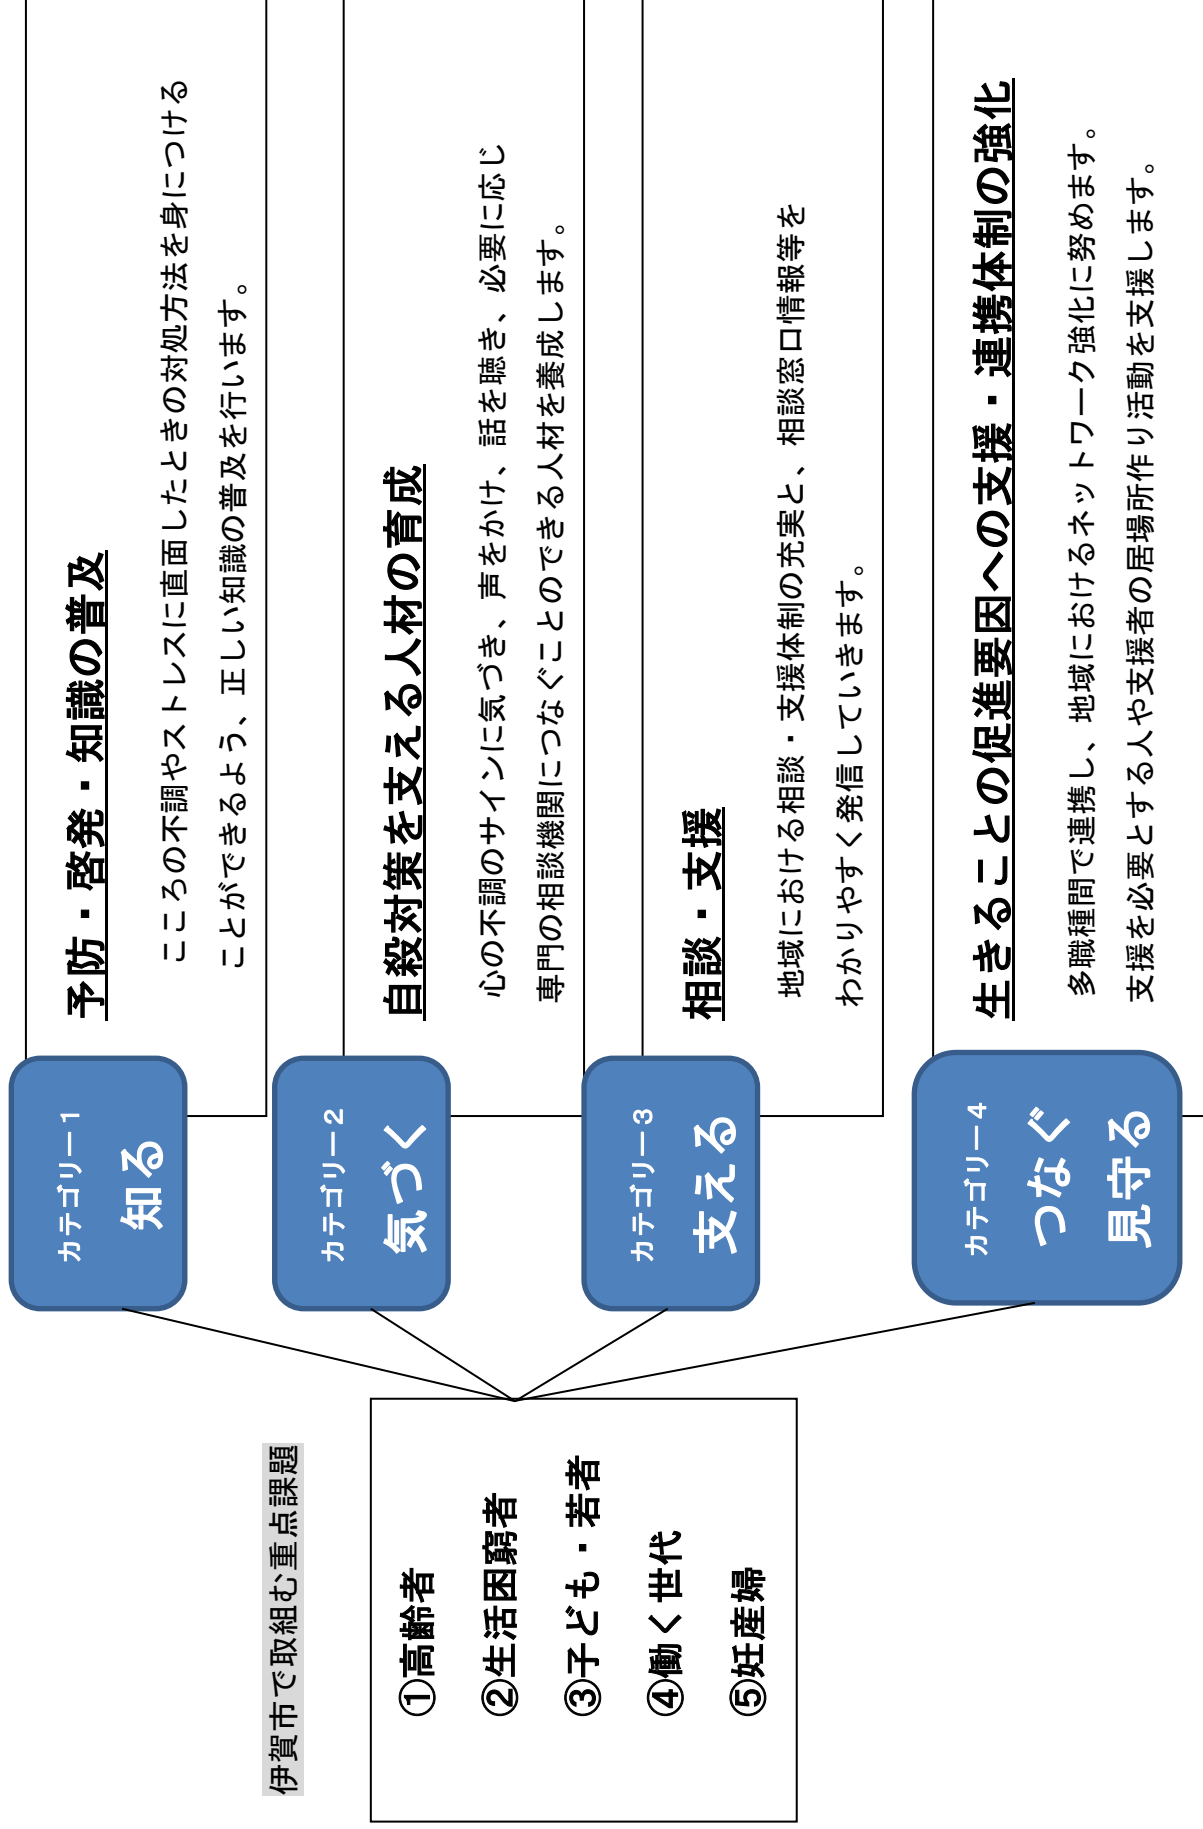 伊賀市で取組む重点課題
①高齢者
②生活困窮者
③子ども・若者
④働く世代
⑤妊産婦
カテゴリー１
知る
予防・啓発・知識の普及
こころの不調やストレスに直面したときの対処方法を身につける
ことができるよう、正しい知識の普及を行います。
カテゴリー２
気づく
自殺対策を支える人材の育成
心の不調のサインに気づき、声をかけ、話を聴き、必要に応じ
専門の相談機関につなぐことのできる人材を養成します。
カテゴリー３
支える
相談・支援
地域における相談・支援体制の充実と、相談窓口情報等を
わかりやすく発信していきます。
カテゴリー４
つなぐ
見守る
生きることの促進要因への支援・連携体制の強化
多職種間で連携し、地域におけるネットワーク強化に努めます。
支援を必要とする人や支援者の居場所作り活動を支援します。